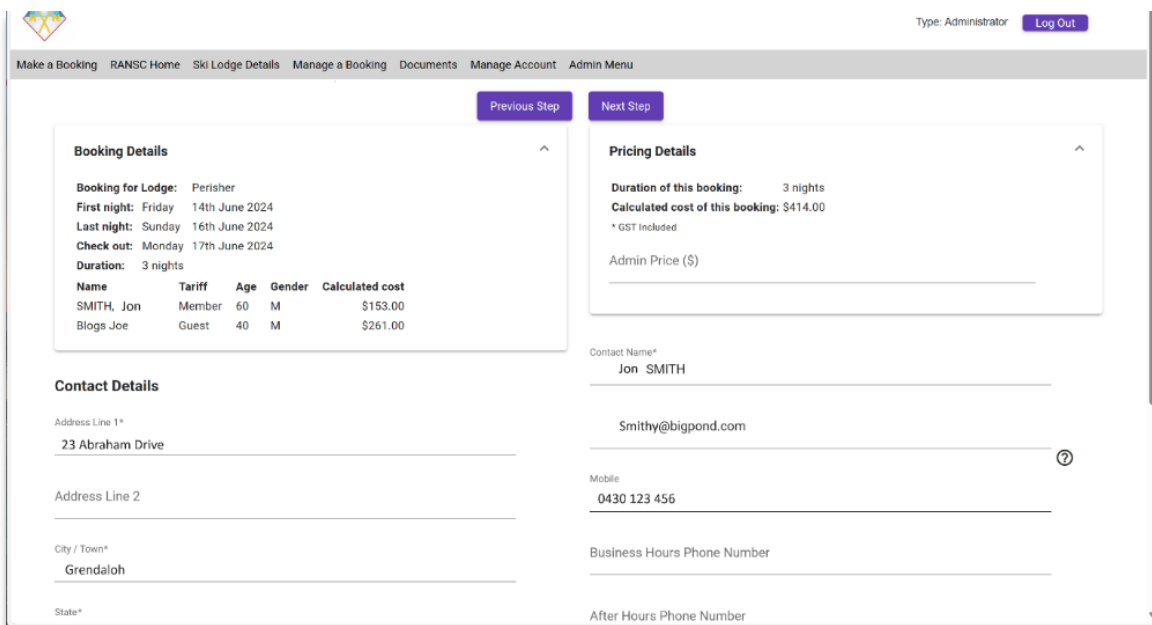 Type: Administrator Log Out
Make a Booking RANSC Home Ski Lodge Details Manage a Booking Documents Manage Account Admin Menu
Previous Step Next Step
Booking Details
Booking for Lodge: Perisher
First night: Friday 14th June 2024
Last night: Sunday 16th June 2024
Check out: Monday 17th June 2024
Duration: 3 nights
Name Tariff Age Gender Calculated cost
SMITH, Jon Member 60 M $153.00
Blogs Joe Guest 40 M $261.00
Pricing Details
Duration of this booking: 3 nights
Calculated cost of this booking: $414.00
* GST Included
Admin Price ($)
Contact Details
Address Line 1*
23 Abraham Drive
Address Line 2
City / Town*
Grendaloh
State*
Contact Name*
Jon SMITH
Smithy@bigpond.com
Mobile
0430 123 456
Business Hours Phone Number
After Hours Phone Number